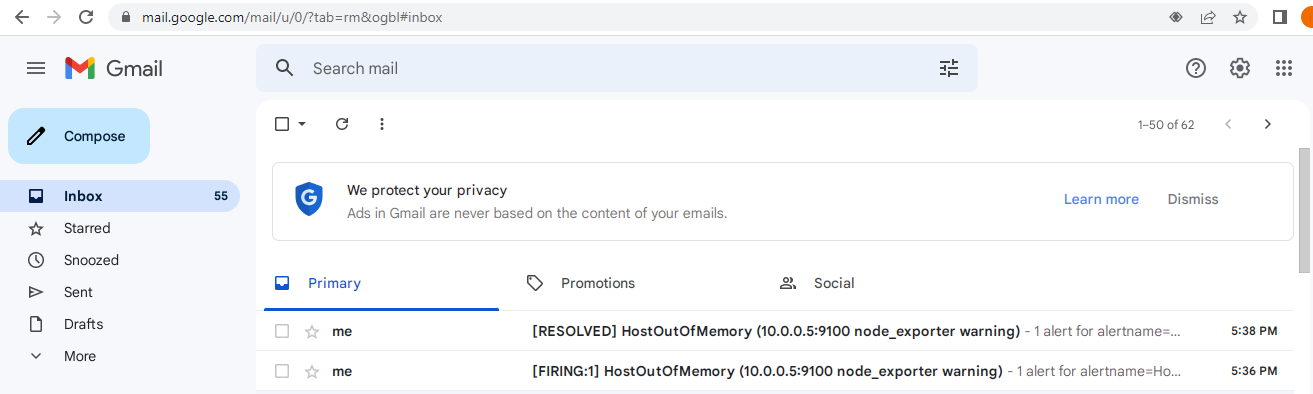 mail.google.com/mail/u/0/?tab=rm&ogbl#inbox
Gmail
Search mail
Compose
1–50 of 62
Inbox 55
Starred
Snoozed
Sent
Drafts
More
G
We protect your privacy
Ads in Gmail are never based on the content of your emails.
Learn more Dismiss
Primary Promotions Social
me [RESOLVED] HostOutOfMemory (10.0.0.5:9100 node_exporter warning) - 1 alert for alertname=… 5:38 PM
me [FIRING:1] HostOutOfMemory (10.0.0.5:9100 node_exporter warning) - 1 alert for alertname=Ho… 5:36 PM